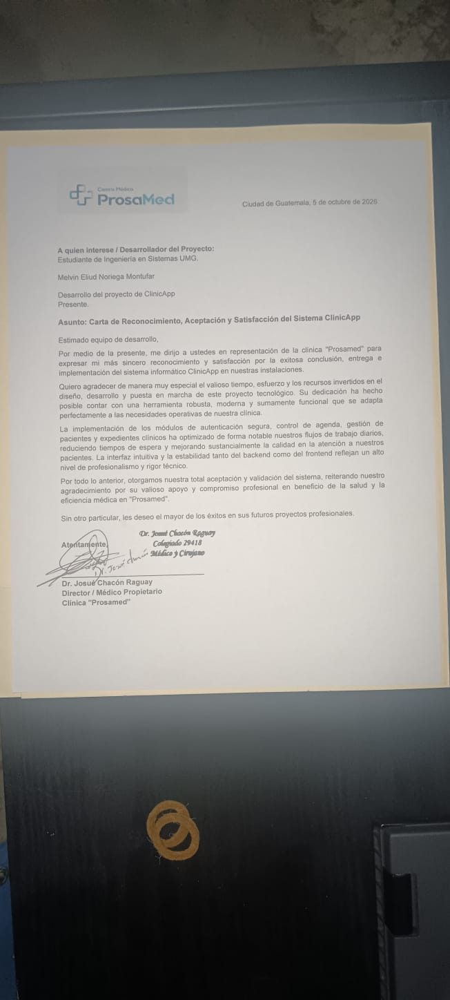 Centro Médico
ProsaMed
Ciudad de Guatemala, 5 de octubre de 2026
A quien interese / Desarrollador del Proyecto:
Estudiante de Ingeniería en Sistemas UMG.
Melvin Eliud Noriega Montufar
Desarrollo del proyecto de ClinicApp
Presente.
Asunto: Carta de Reconocimiento, Aceptación y Satisfacción del Sistema ClinicApp
Estimado equipo de desarrollo,
Por medio de la presente, me dirijo a ustedes en representación de la clínica "Prosamed" para
expresar mi más sincero reconocimiento y satisfacción por la exitosa conclusión, entrega e
implementación del sistema informático ClinicApp en nuestras instalaciones.
Quiero agradecer de manera muy especial el valioso tiempo, esfuerzo y los recursos invertidos en el
diseño, desarrollo y puesta en marcha de este proyecto tecnológico. Su dedicación ha hecho
posible contar con una herramienta robusta, moderna y sumamente funcional que se adapta
perfectamente a las necesidades operativas de nuestra clínica.
La implementación de los módulos de autenticación segura, control de agenda, gestión de
pacientes y expedientes clínicos ha optimizado de forma notable nuestros flujos de trabajo diarios,
reduciendo tiempos de espera y mejorando sustancialmente la calidad en la atención a nuestros
pacientes. La interfaz intuitiva y la estabilidad tanto del backend como del frontend reflejan un alto
nivel de profesionalismo y rigor técnico.
Por todo lo anterior, otorgamos nuestra total aceptación y validación del sistema, reiterando nuestro
agradecimiento por su valioso apoyo y compromiso profesional en beneficio de la salud y la
eficiencia médica en "Prosamed".
Sin otro particular, les deseo el mayor de los éxitos en sus futuros proyectos profesionales.
Dr. Josué Chacón Raguay
Colegiado 29418
Médico y Cirujano
Atentamente,
Dr. José Chacón
Dr. Josué Chacón Raguay
Director / Médico Propietario
Clínica "Prosamed"